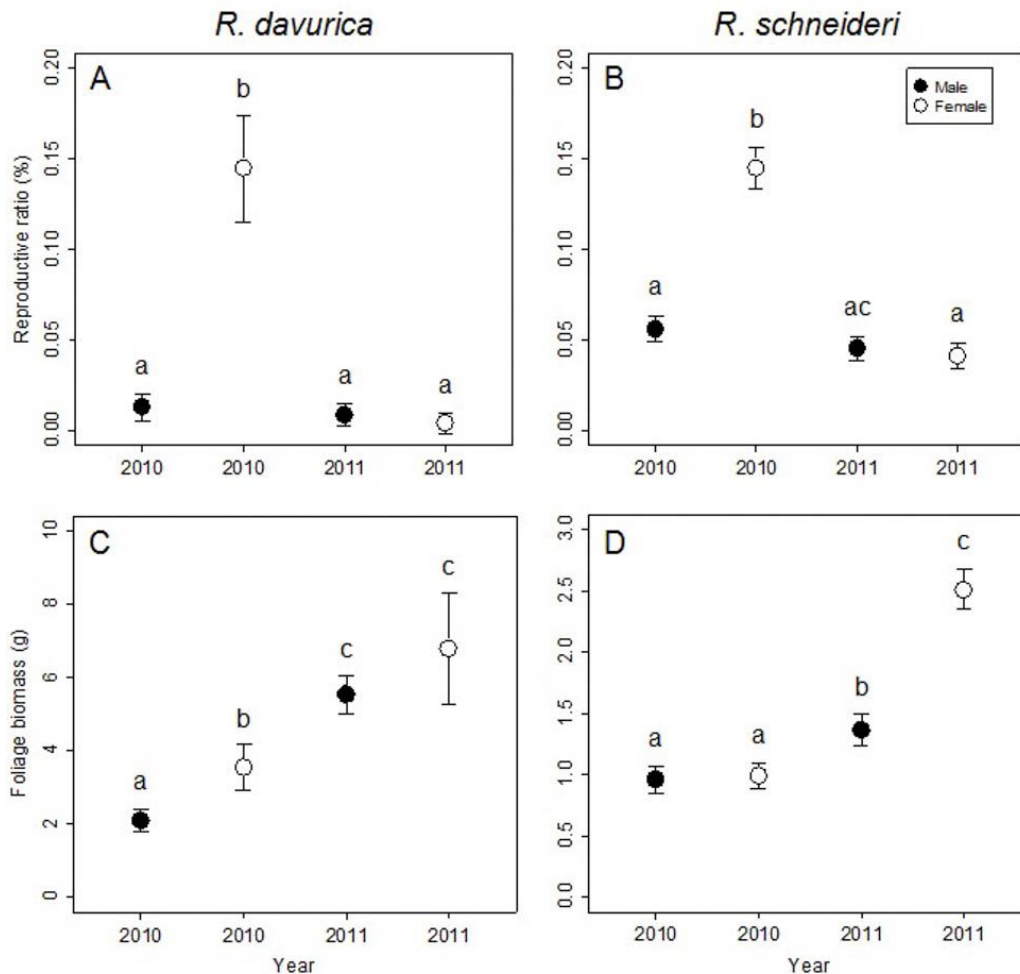 R. davurica
R. schneideri
A
Reproductive ratio (%)
0.20
0.15
0.10
0.05
0.00
a
b
a
a
2010
2010
2011
2011
B
0.20
0.15
0.10
0.05
0.00
Male
Female
a
b
ac
a
2010
2010
2011
2011
C
Foliage biomass (g)
10
8
6
4
2
0
a
b
c
c
2010
2010
2011
2011
Year
D
3.0
2.5
2.0
1.5
1.0
0.5
0.0
a
a
b
c
2010
2010
2011
2011
Year